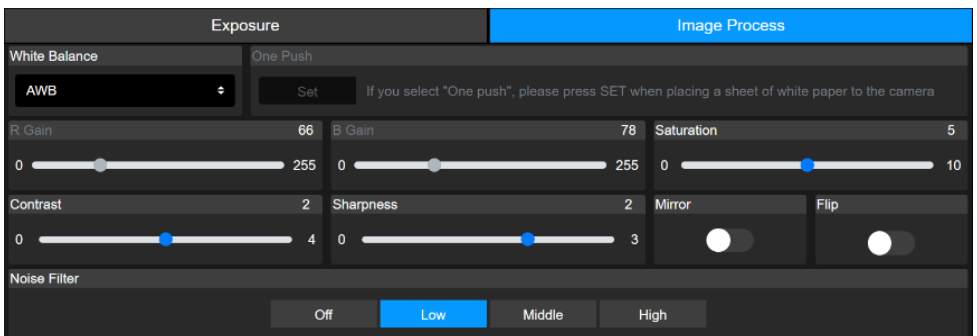 Exposure Image Process
White Balance One Push
AWB Set If you select "One push", please press SET when placing a sheet of white paper to the camera
R Gain 66 B Gain 78 Saturation 5
0 255 0 255 0 10
Contrast 2 Sharpness 2 Mirror Flip
0 4 0 3
Noise Filter
Off Low Middle High